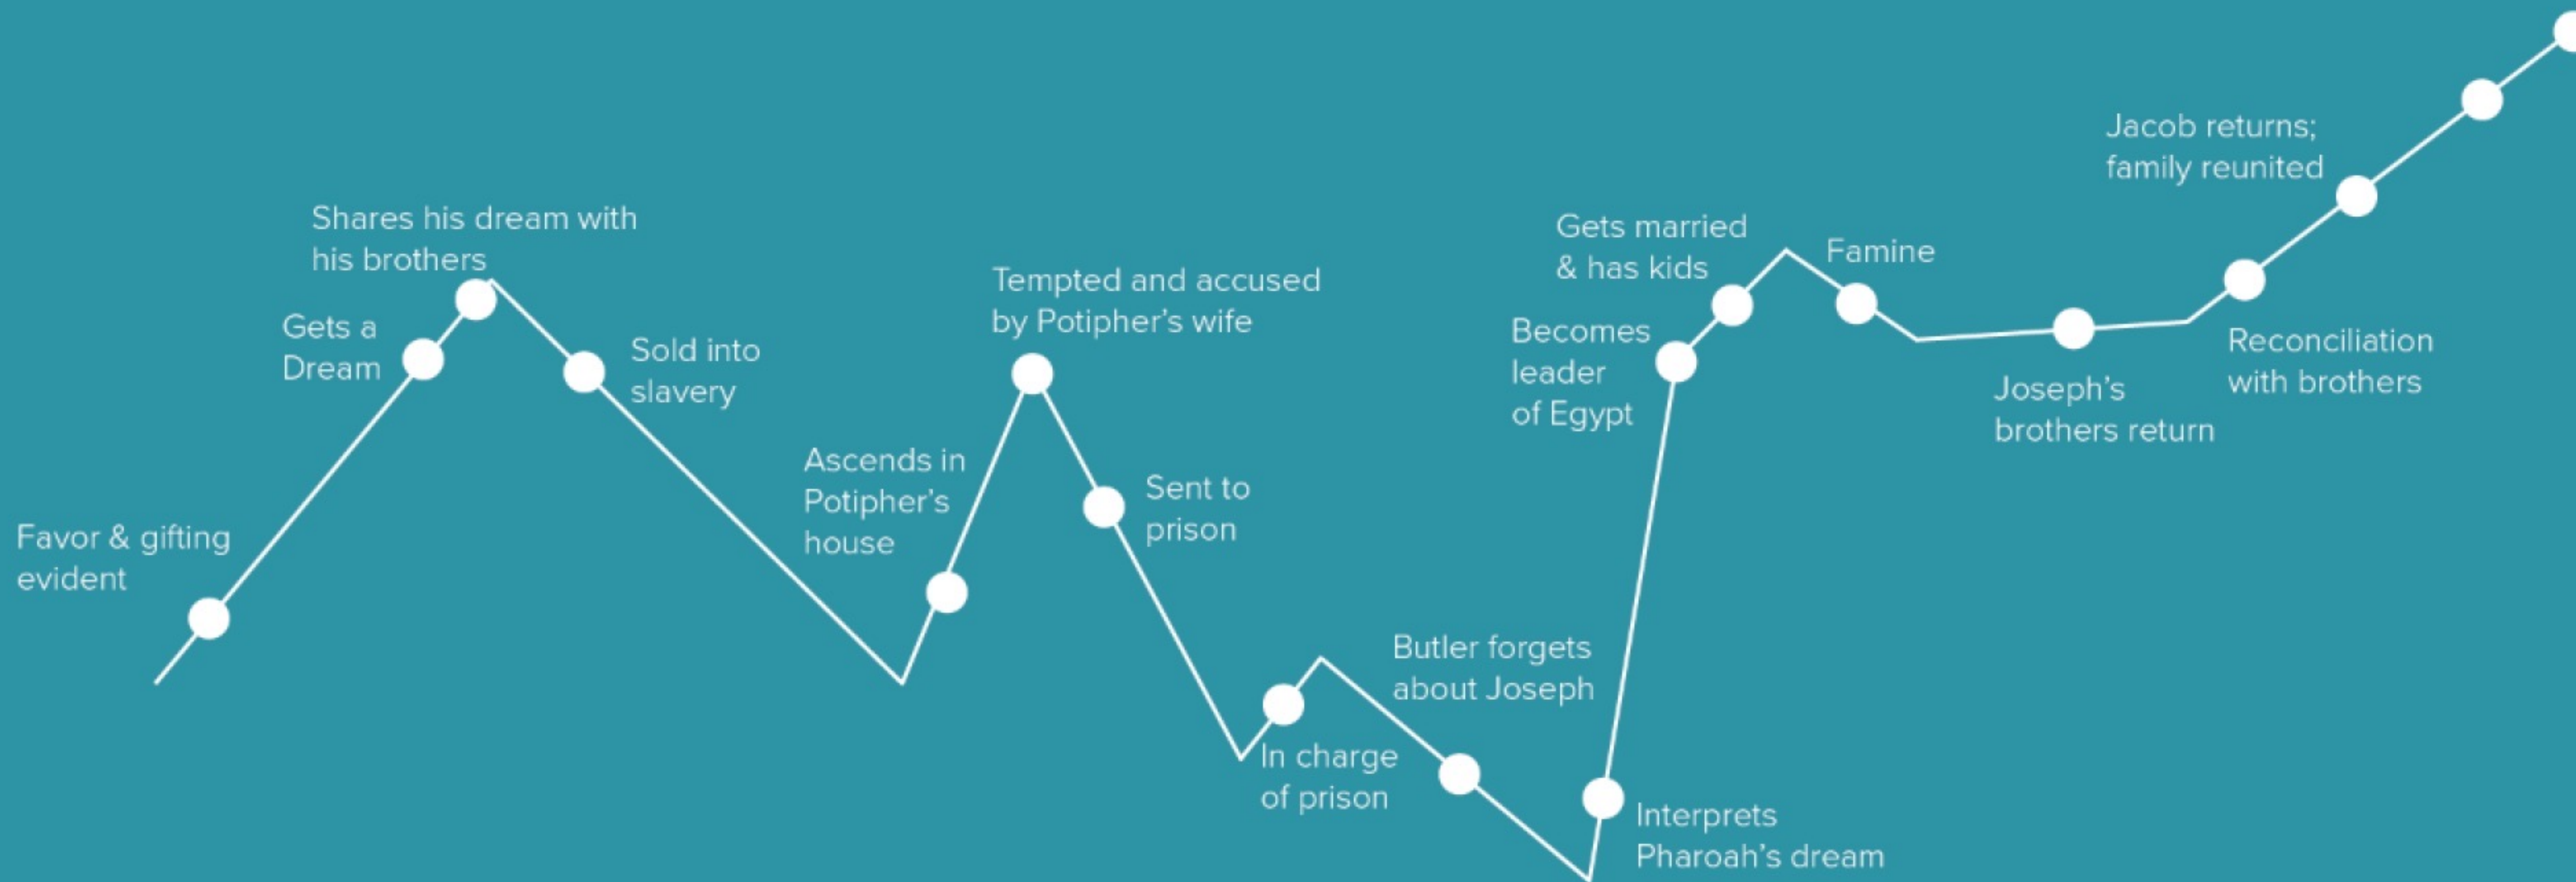 Favor & gifting
evident
Gets a
Dream
Shares his dream with
his brothers
Sold into
slavery
Ascends in
Potipher's
house
Tempted and accused
by Potipher's wife
Sent to
prison
In charge
of prison
Butler forgets
about Joseph
Interprets
Pharoah's dream
Becomes
leader
of Egypt
Gets married
& has kids
Famine
Joseph's
brothers return
Reconciliation
with brothers
Jacob returns;
family reunited